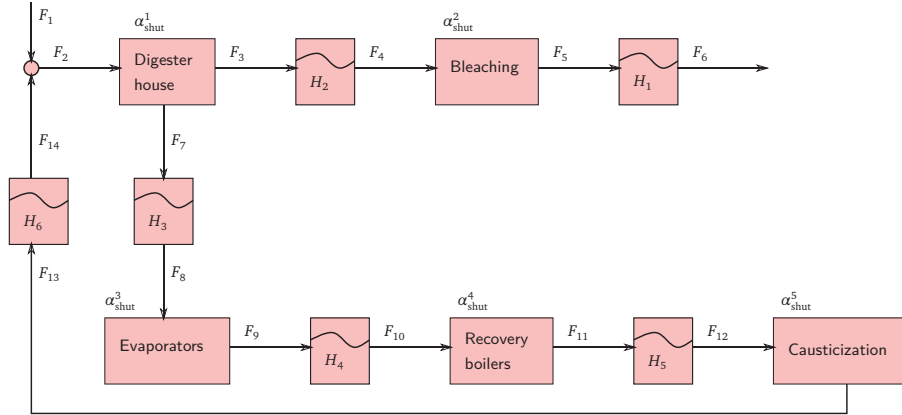 F₁
α¹shut
α²shut
F₂
Digester
house
F₃
H₂
F₄
Bleaching
F₅
H₁
F₆
F₁₄
F₇
H₆
H₃
F₁₃
F₈
α³shut
α⁴shut
α⁵shut
Evaporators
F₉
H₄
F₁₀
Recovery
boilers
F₁₁
H₅
F₁₂
Causticization